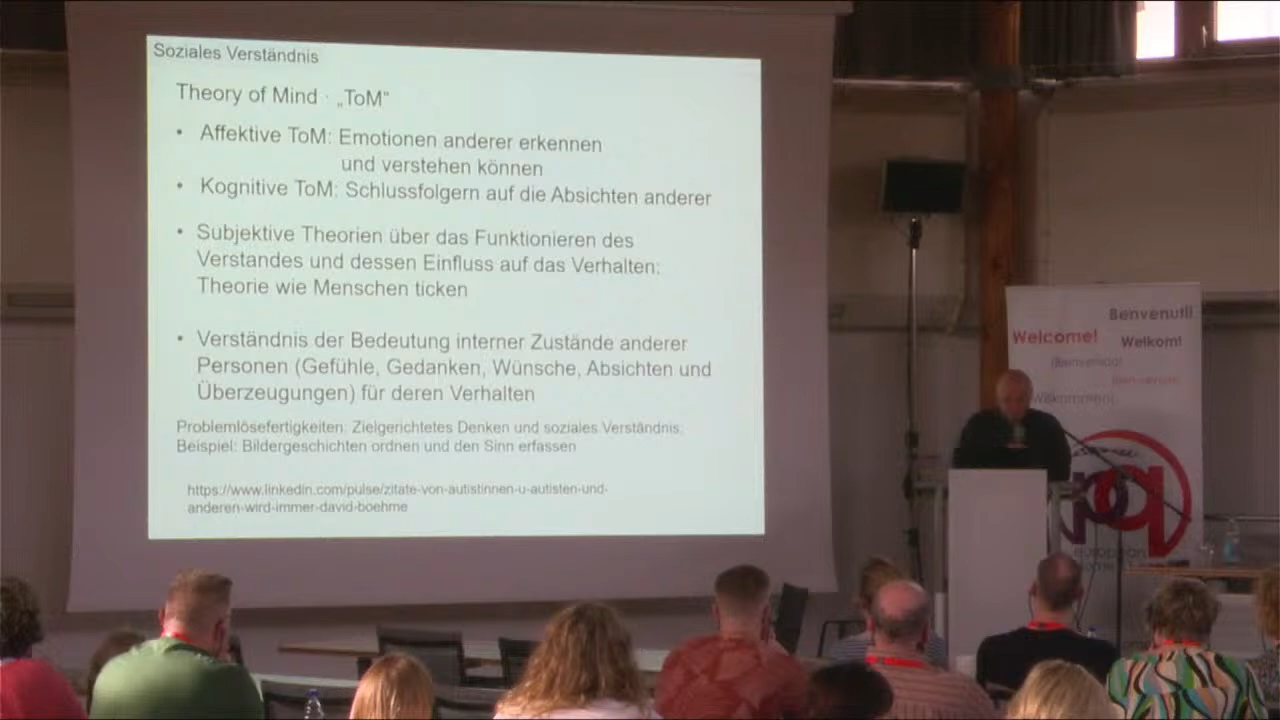 Soziales Verständnis
Theory of Mind · „ToM“
• Affektive ToM: Emotionen anderer erkennen
und verstehen können
• Kognitive ToM: Schlussfolgern auf die Absichten anderer
• Subjektive Theorien über das Funktionieren des
Verstandes und dessen Einfluss auf das Verhalten:
Theorie wie Menschen ticken
• Verständnis der Bedeutung interner Zustände anderer
Personen (Gefühle, Gedanken, Wünsche, Absichten und
Überzeugungen) für deren Verhalten
Problemlösefertigkeiten: Zielgerichtetes Denken und soziales Verständnis;
Beispiel: Bildergeschichten ordnen und den Sinn erfassen
https://www.linkedin.com/pulse/zitate-von-autistinnen-u-autisten-und-
anderen-wird-immer-david-boehme
Benvenuti!
Welcome!
Welkom!
european